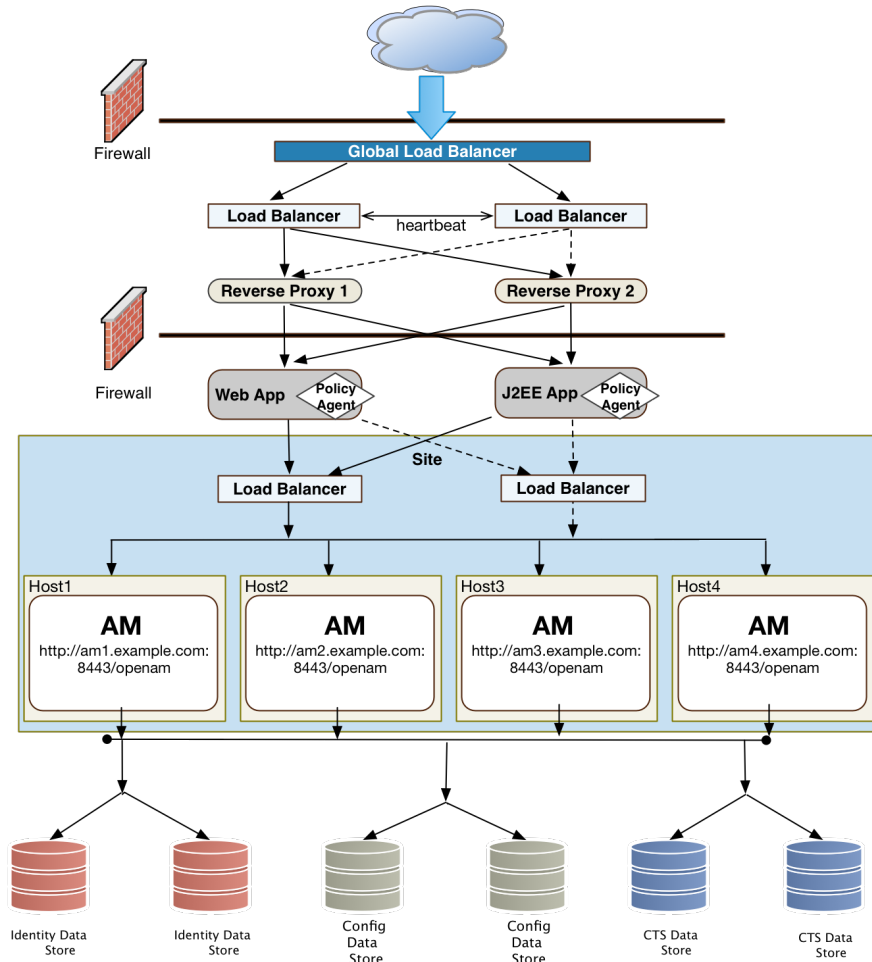 Firewall
Global Load Balancer
Load Balancer
heartbeat
Load Balancer
Reverse Proxy 1
Reverse Proxy 2
Firewall
Web App
Policy
Agent
J2EE App
Policy
Agent
Site
Load Balancer
Load Balancer
Host1
AM
http://am1.example.com:
8443/openam
Host2
AM
http://am2.example.com:
8443/openam
Host3
AM
http://am3.example.com:
8443/openam
Host4
AM
http://am4.example.com:
8443/openam
Identity Data
Store
Identity Data
Store
Config
Data
Store
Config
Data
Store
CTS Data
Store
CTS Data
Store